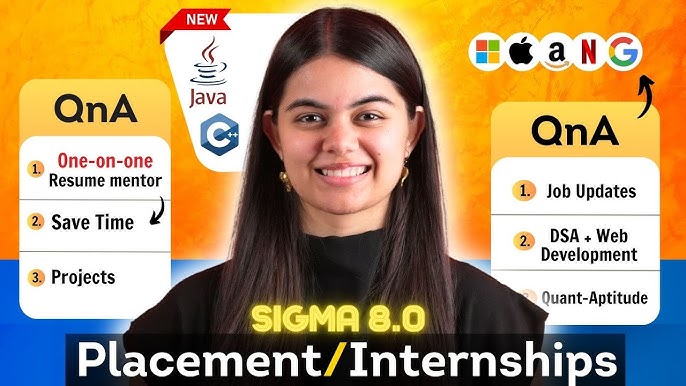 NEW
Java
C++
QnA
1. One-on-one
Resume mentor
2. Save Time
3. Projects
a N G
QnA
1. Job Updates
2. DSA + Web
Development
3. Quant-Aptitude
SIGMA 8.0
Placement/Internships